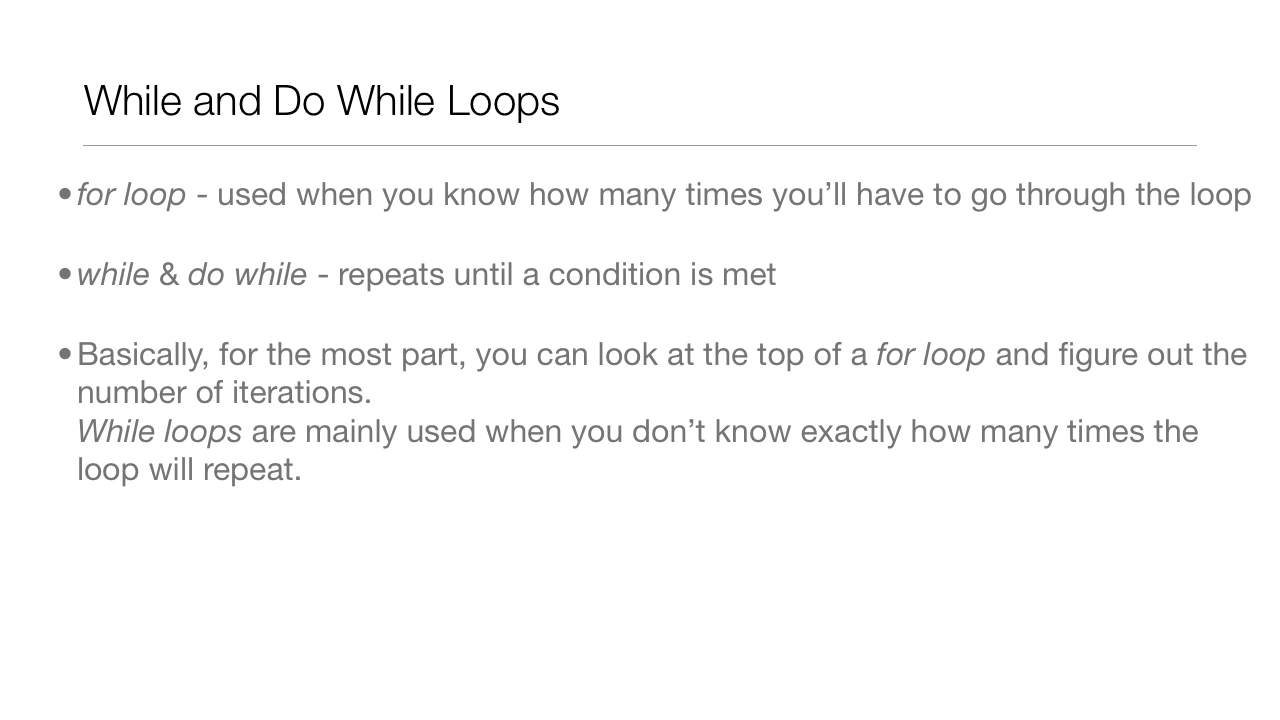 While and Do While Loops
•for loop - used when you know how many times you’ll have to go through the loop
•while & do while - repeats until a condition is met
•Basically, for the most part, you can look at the top of a for loop and figure out the
number of iterations.
While loops are mainly used when you don’t know exactly how many times the
loop will repeat.